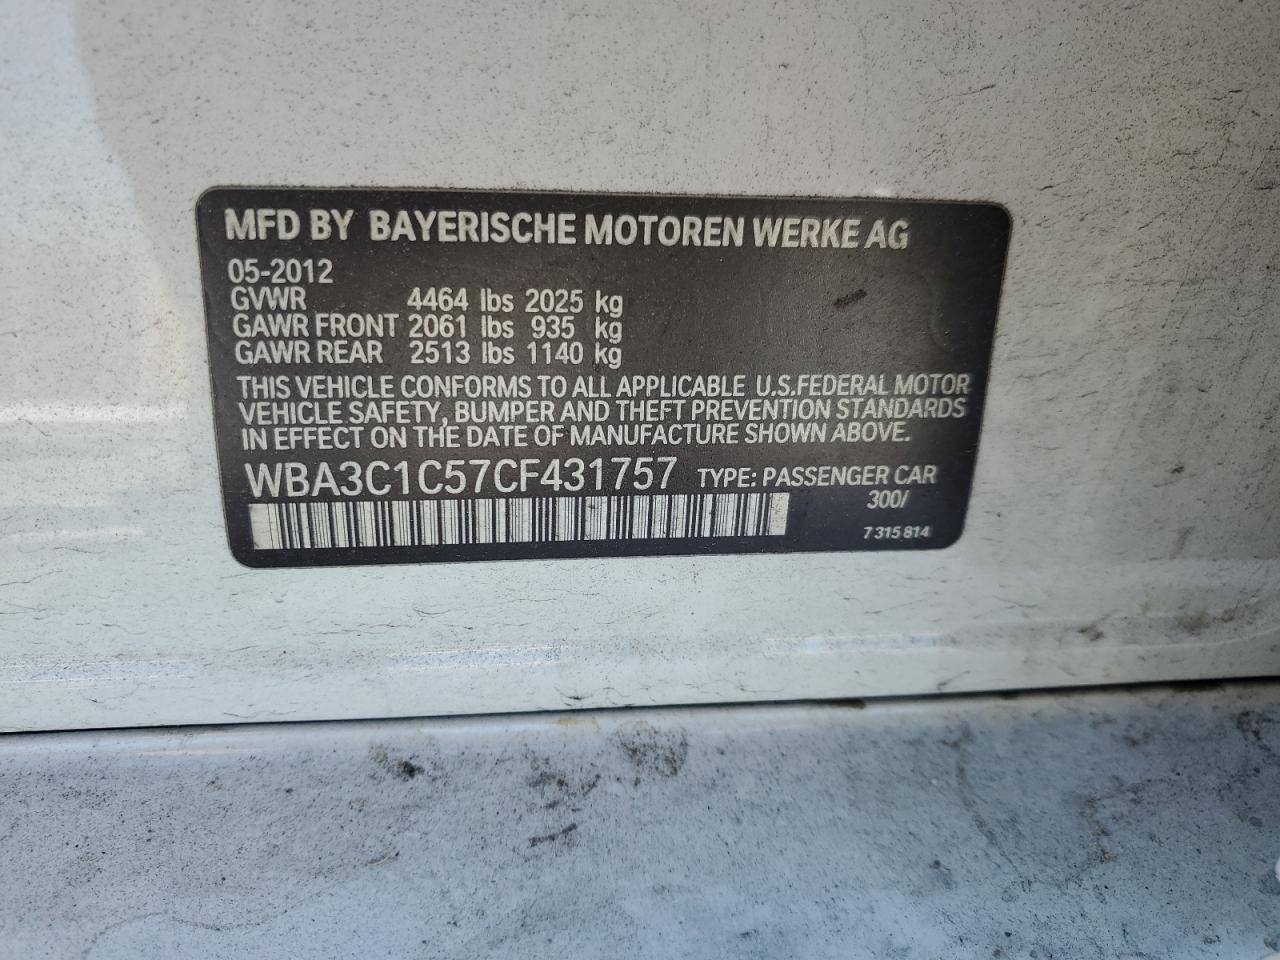 MFD BY BAYERISCHE MOTOREN WERKE AG
05-2012
GVWR 4464 lbs 2025 kg
GAWR FRONT 2061 lbs 935 kg
GAWR REAR 2513 lbs 1140 kg
THIS VEHICLE CONFORMS TO ALL APPLICABLE U.S.FEDERAL MOTOR
VEHICLE SAFETY, BUMPER AND THEFT PREVENTION STANDARDS
IN EFFECT ON THE DATE OF MANUFACTURE SHOWN ABOVE.
WBA3C1C57CF431757 TYPE: PASSENGER CAR
300/
7 315 814